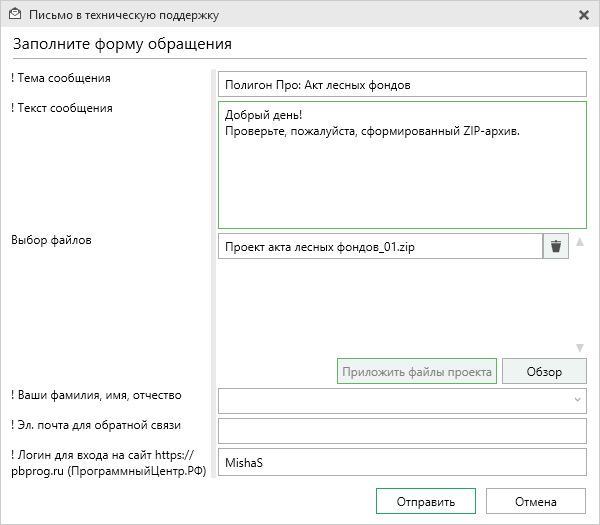 Письмо в техническую поддержку
Заполните форму обращения
! Тема сообщения
Полигон Про: Акт лесных фондов
! Текст сообщения
Добрый день!
Проверьте, пожалуйста, сформированный ZIP-архив.
Выбор файлов
Проект акта лесных фондов_01.zip
Приложить файлы проекта
Обзор
! Ваши фамилия, имя, отчество
! Эл. почта для обратной связи
! Логин для входа на сайт https://
pbprog.ru (ПрограммныйЦентр.РФ)
MishaS
Отправить
Отмена